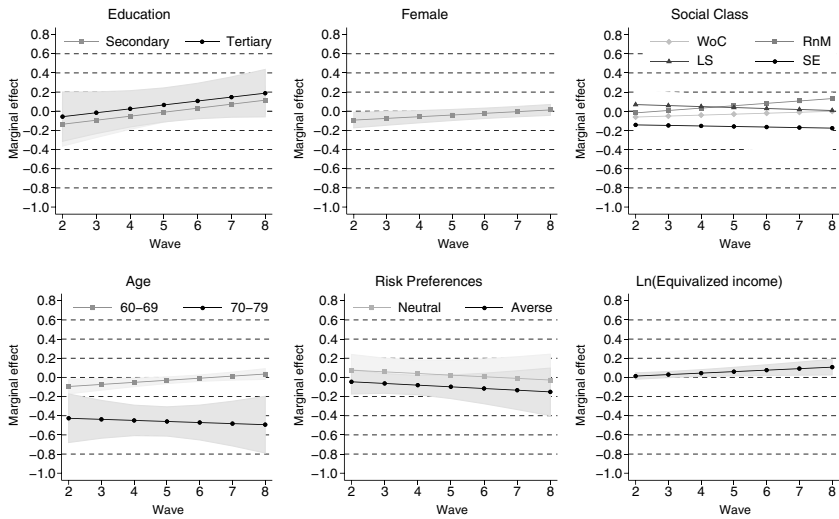 Education
Secondary Tertiary
0.8
0.6
0.4
0.2
0.0
−0.2
−0.4
−0.6
−0.8
−1.0
Marginal effect
2 3 4 5 6 7 8
Wave
Female
0.8
0.6
0.4
0.2
0.0
−0.2
−0.4
−0.6
−0.8
−1.0
Marginal effect
2 3 4 5 6 7 8
Wave
Social Class
WoC RnM
LS SE
0.8
0.6
0.4
0.2
0.0
−0.2
−0.4
−0.6
−0.8
−1.0
Marginal effect
2 3 4 5 6 7 8
Wave
Age
60−69 70−79
0.8
0.6
0.4
0.2
0.0
−0.2
−0.4
−0.6
−0.8
−1.0
Marginal effect
2 3 4 5 6 7 8
Wave
Risk Preferences
Neutral Averse
0.8
0.6
0.4
0.2
0.0
−0.2
−0.4
−0.6
−0.8
−1.0
Marginal effect
2 3 4 5 6 7 8
Wave
Ln(Equivalized income)
0.8
0.6
0.4
0.2
0.0
−0.2
−0.4
−0.6
−0.8
−1.0
Marginal effect
2 3 4 5 6 7 8
Wave